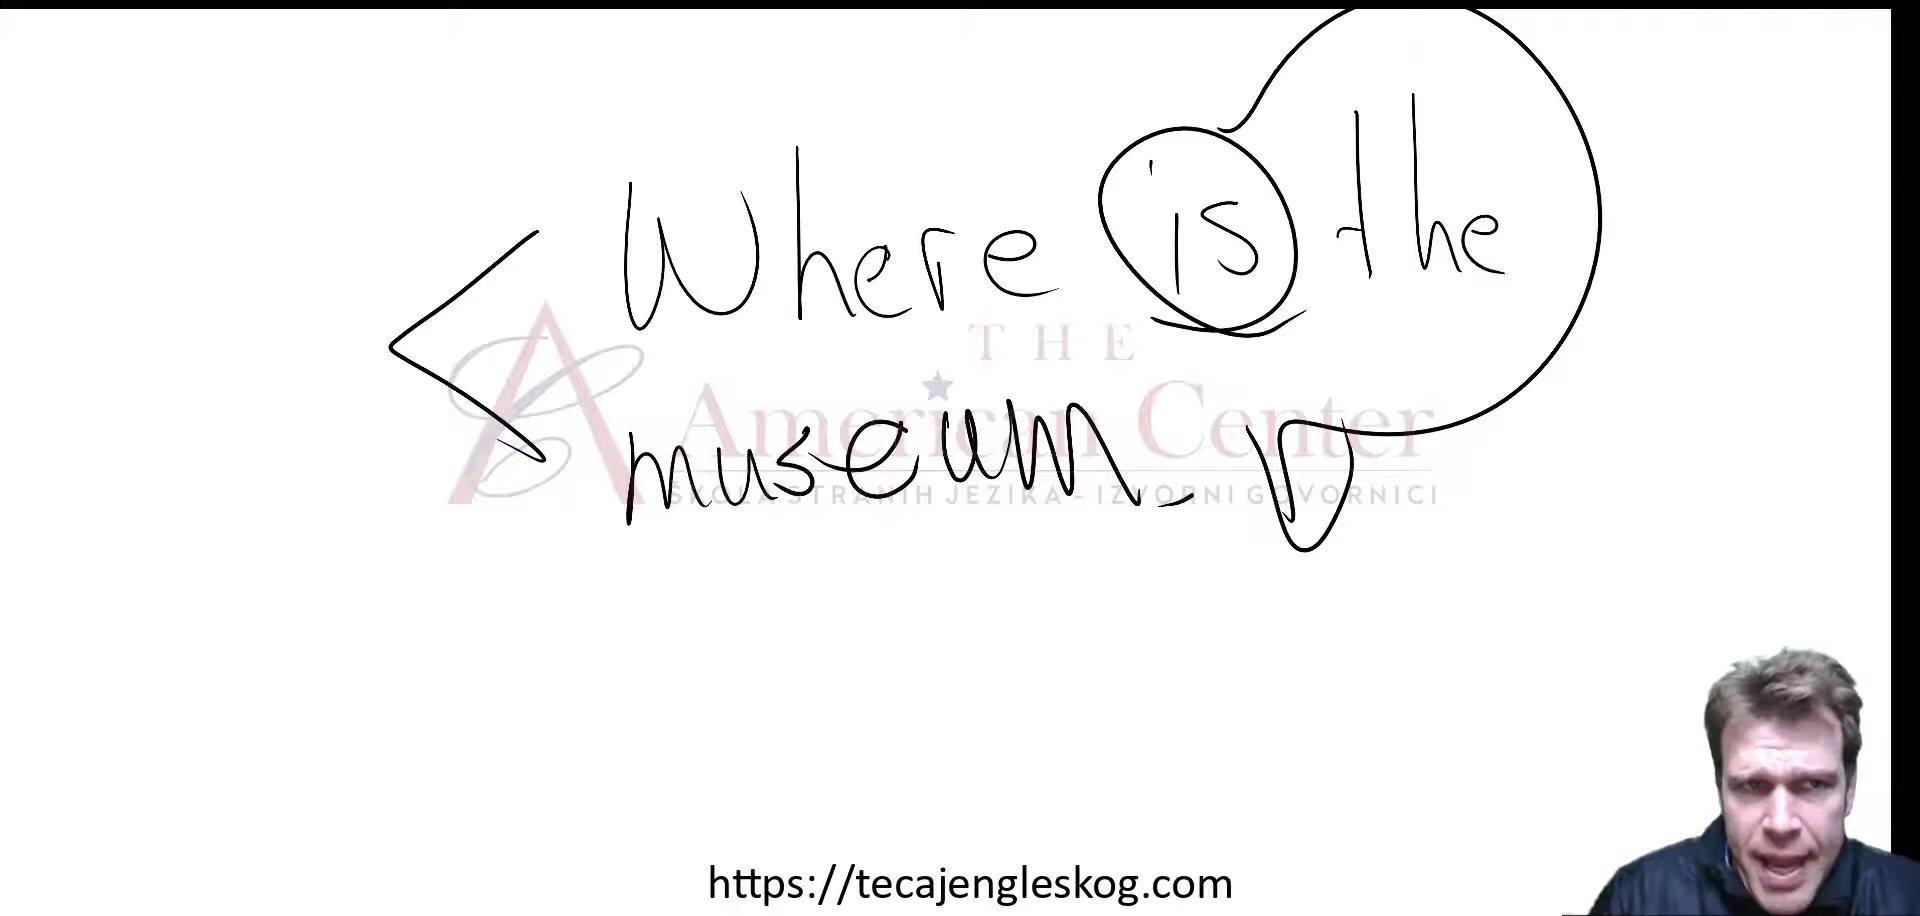 Where is the
THE
American Center
museum.
ŠKOLA STRANIH JEZIKA - IZVORNI GOVORNICI
https://tecajengleskog.com